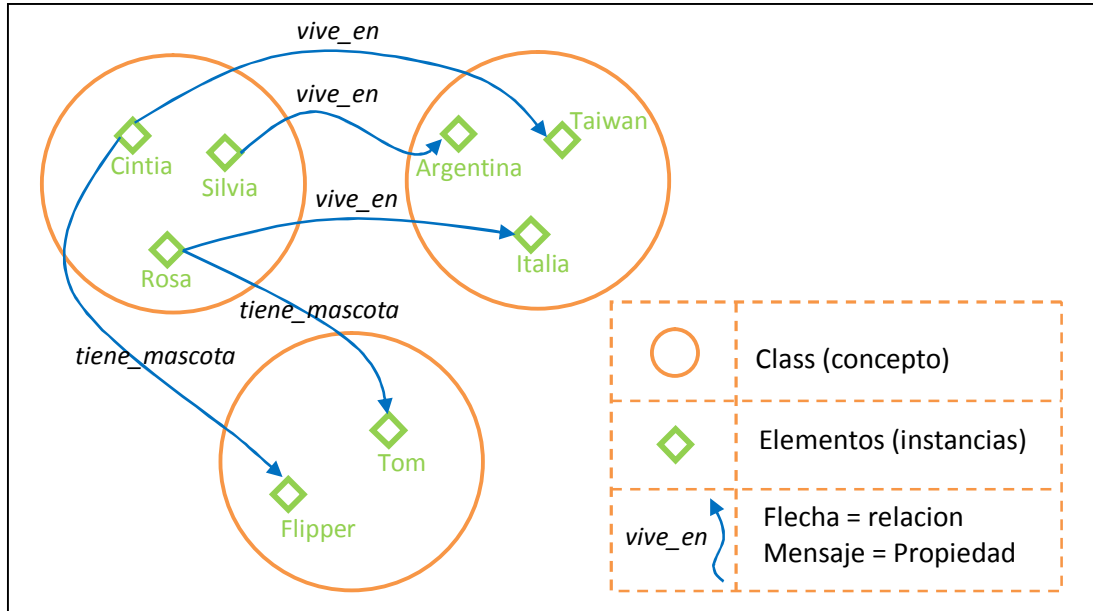 vive_en
vive_en
Cintia
Silvia
Argentina
Taiwan
vive_en
Rosa
Italia
tiene_mascota
tiene_mascota
Tom
Flipper
Class (concepto)
Elementos (instancias)
vive_en
Flecha = relacion
Mensaje = Propiedad